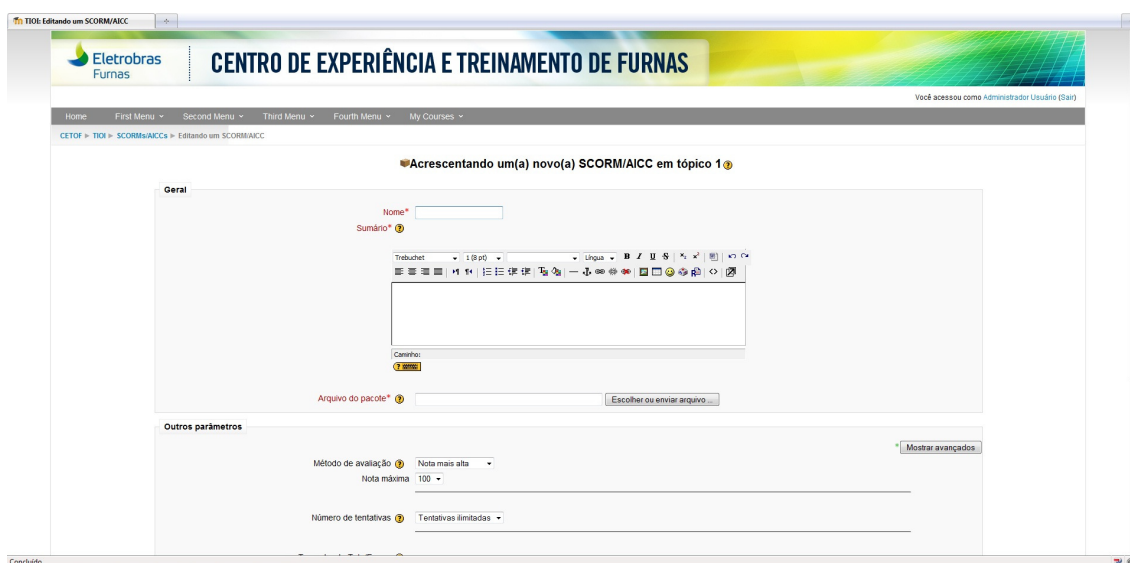 TIOI: Editando um SCORM/AICC
Eletrobras
Furnas
CENTRO DE EXPERIÊNCIA E TREINAMENTO DE FURNAS
Você acessou como Administrador Usuário (Sair)
Home First Menu Second Menu Third Menu Fourth Menu My Courses
CETOF ► TIOI ► SCORMs/AICCs ► Editando um SCORM/AICC
Acrescentando um(a) novo(a) SCORM/AICC em tópico 1
Geral
Nome*
Sumário*
Trebuchet 1 (8 pt) Língua B I U S
Caminho:
Arquivo do pacote* Escolher ou enviar arquivo ...
Outros parâmetros
* Mostrar avançados
Método de avaliação Nota mais alta
Nota máxima 100
Número de tentativas Tentativas ilimitadas
Concluído